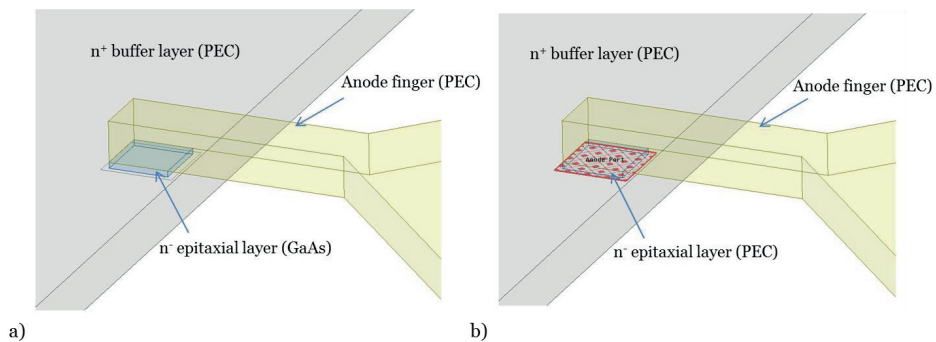 n⁺ buffer layer (PEC)
Anode finger (PEC)
n⁻ epitaxial layer (GaAs)
a)
n⁺ buffer layer (PEC)
Anode finger (PEC)
Anode Port
n⁻ epitaxial layer (PEC)
b)